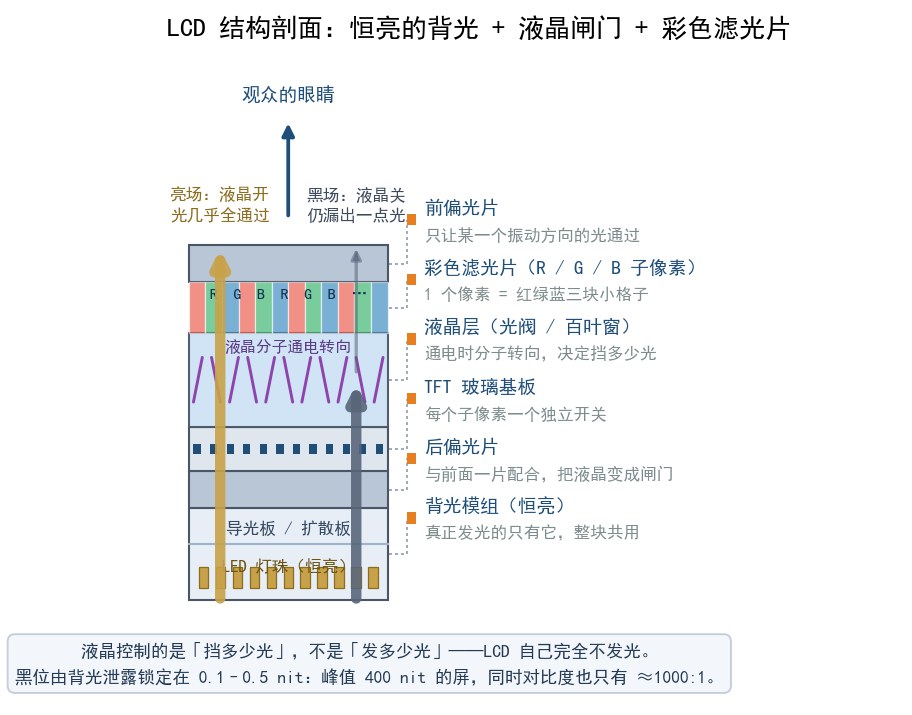 LCD 结构剖面：恒亮的背光 + 液晶闸门 + 彩色滤光片
观众的眼睛
亮场：液晶开
光几乎全通过
黑场：液晶关
仍漏出一点光
前偏光片
只让某一个振动方向的光通过
彩色滤光片（R / G / B 子像素）
1 个像素 = 红绿蓝三块小格子
R G B R G B ···
液晶层（光阀 / 百叶窗）
通电时分子转向，决定挡多少光
液晶分子通电转向
TFT 玻璃基板
每个子像素一个独立开关
后偏光片
与前面一片配合，把液晶变成闸门
背光模组（恒亮）
真正发光的只有它，整块共用
导光板 / 扩散板
LED 灯珠（恒亮）
液晶控制的是「挡多少光」，不是「发多少光」——LCD 自己完全不发光。
黑位由背光泄露锁定在 0.1–0.5 nit：峰值 400 nit 的屏，同时对比度也只有 ≈1000:1。